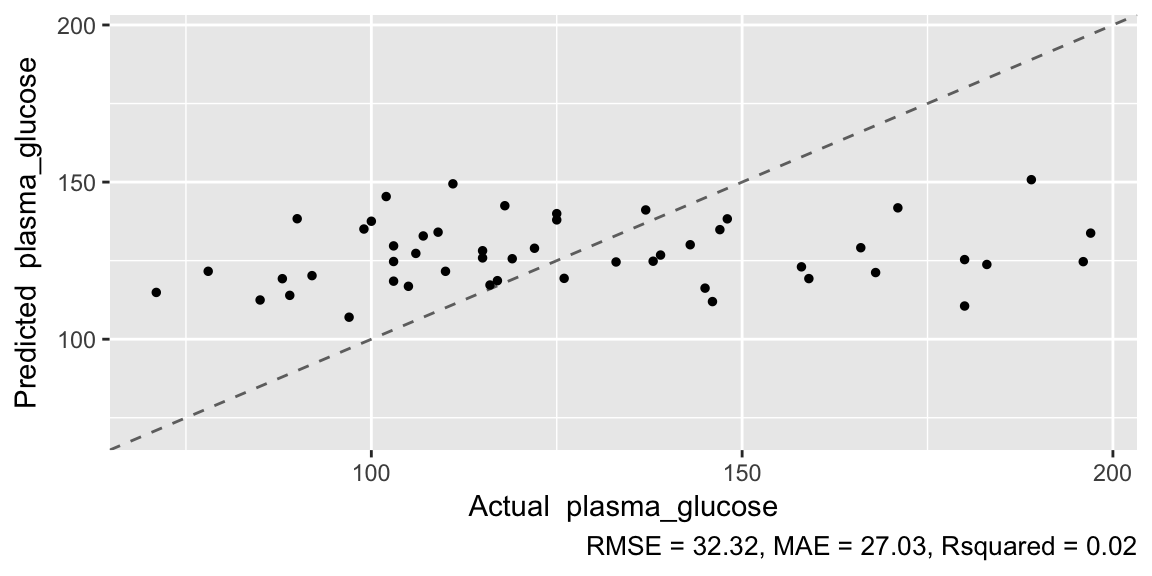 200
150
100
Predicted  plasma_glucose
100
150
200
Actual  plasma_glucose
RMSE = 32.32, MAE = 27.03, Rsquared = 0.02